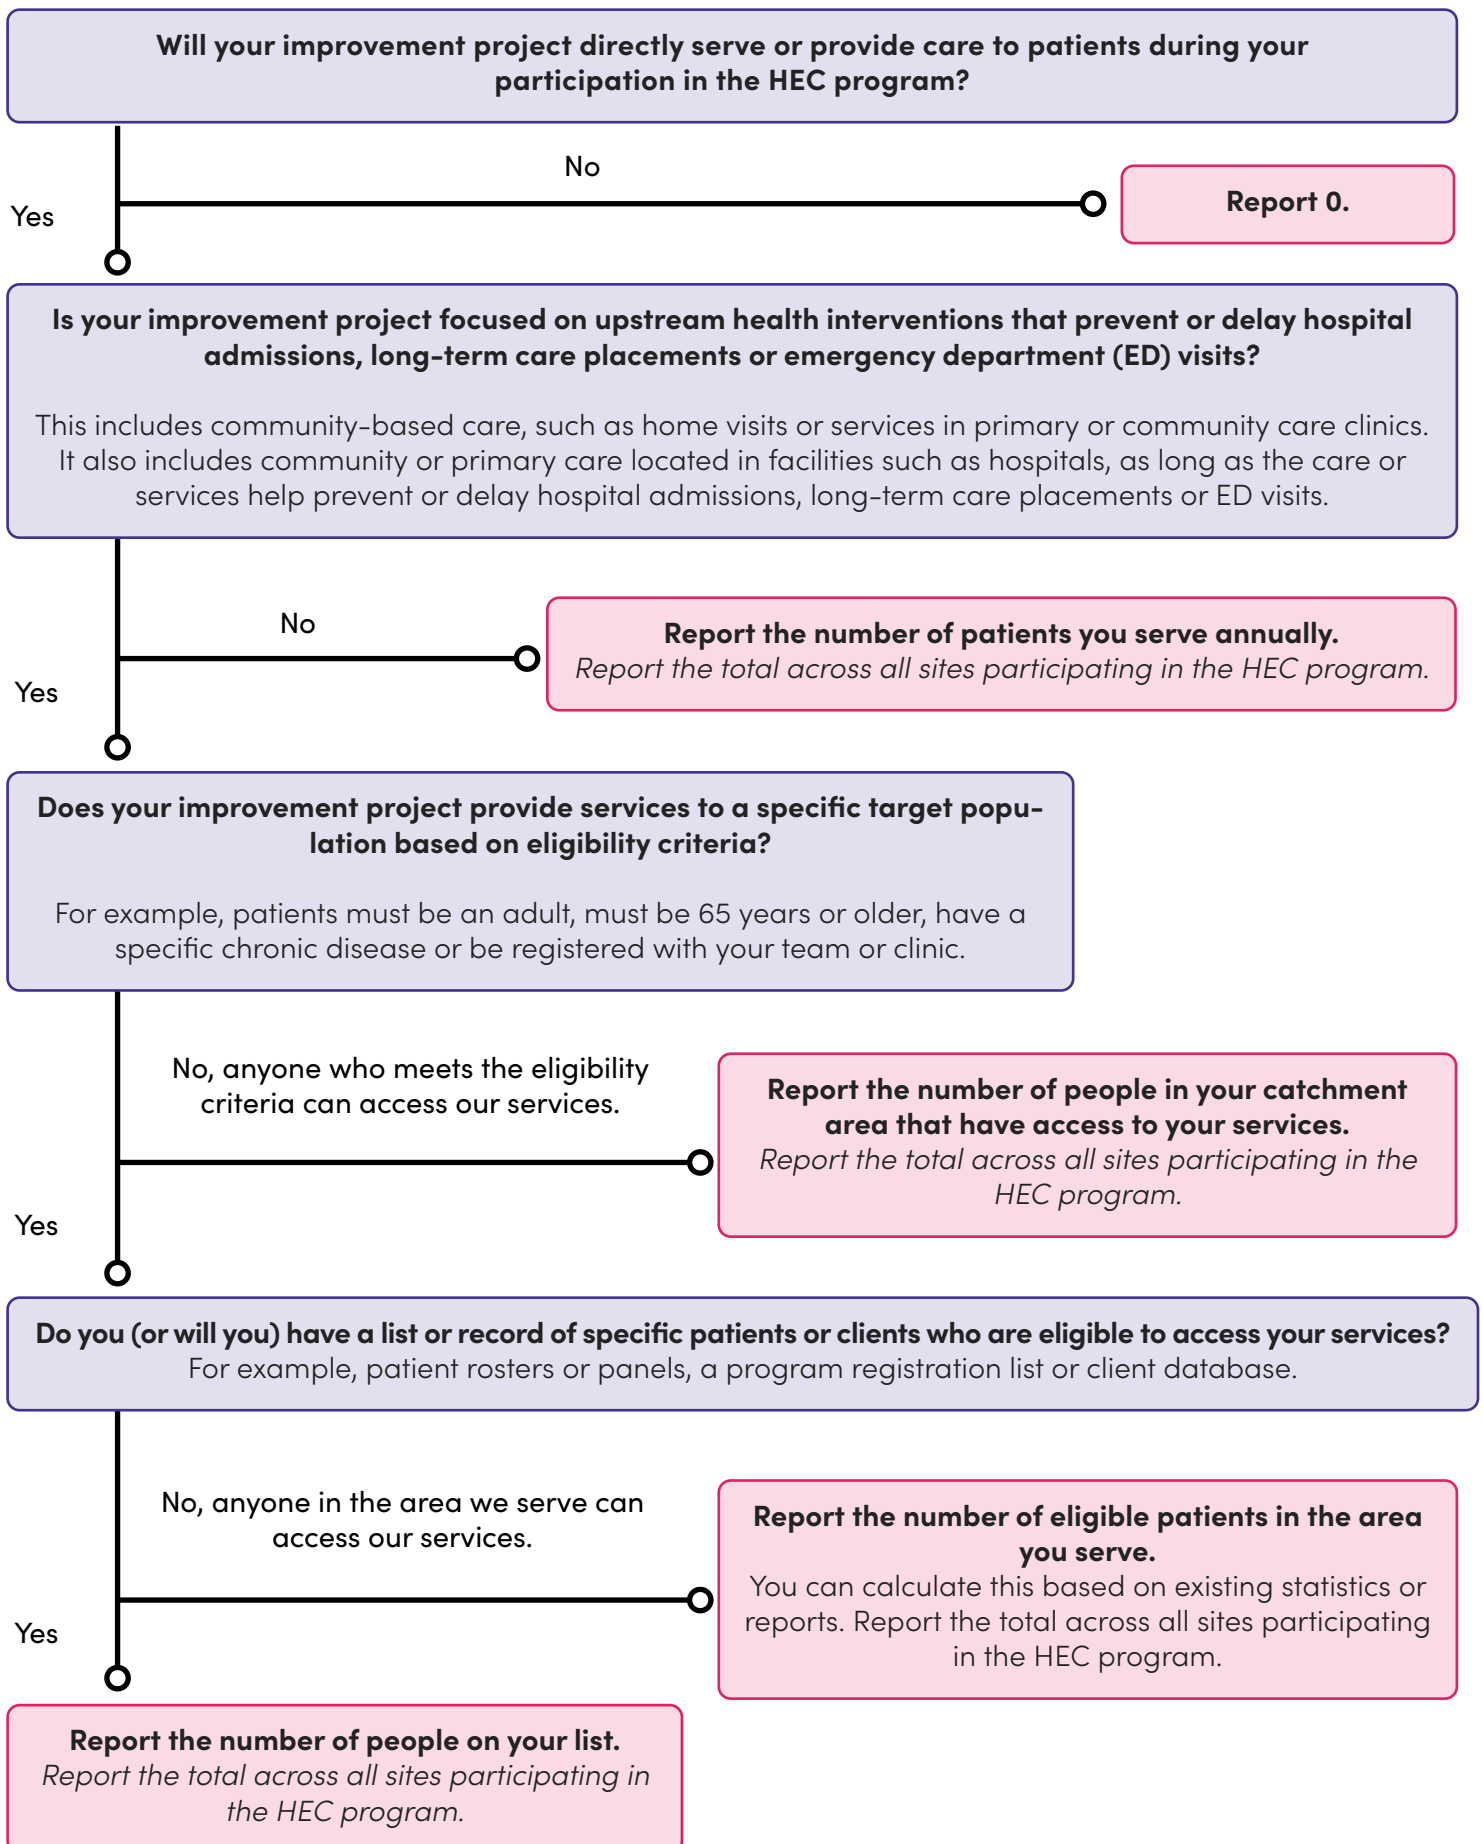 Will your improvement project directly serve or provide care to patients during your
participation in the HEC program?
No
Yes
Report 0.
Is your improvement project focused on upstream health interventions that prevent or delay hospital
admissions, long-term care placements or emergency department (ED) visits?
This includes community-based care, such as home visits or services in primary or community care clinics.
It also includes community or primary care located in facilities such as hospitals, as long as the care or
services help prevent or delay hospital admissions, long-term care placements or ED visits.
No
Yes
Report the number of patients you serve annually.
Report the total across all sites participating in the HEC program.
Does your improvement project provide services to a specific target popu-
lation based on eligibility criteria?
For example, patients must be an adult, must be 65 years or older, have a
specific chronic disease or be registered with your team or clinic.
No, anyone who meets the eligibility
criteria can access our services.
Yes
Report the number of people in your catchment
area that have access to your services.
Report the total across all sites participating in the
HEC program.
Do you (or will you) have a list or record of specific patients or clients who are eligible to access your services?
For example, patient rosters or panels, a program registration list or client database.
No, anyone in the area we serve can
access our services.
Yes
Report the number of eligible patients in the area
you serve.
You can calculate this based on existing statistics or
reports. Report the total across all sites participating
in the HEC program.
Report the number of people on your list.
Report the total across all sites participating in
the HEC program.